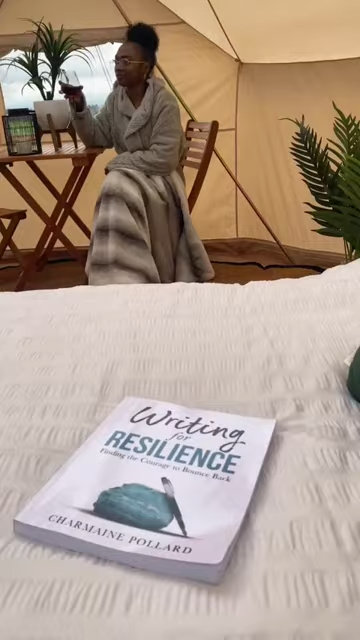 Writing
for
RESILIENCE
Finding the Courage to Bounce Back
CHARMAINE POLLARD